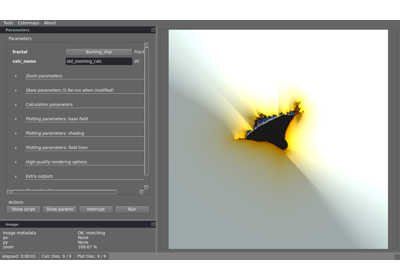 Tools Colormaps About
Parameters
Parameters
fractal Burning_ship
calc_name std_zooming_calc str
Zoom parameters
Skew parameters /!\ Re-run when modified!
Calculation parameters
Plotting parameters: base field
Plotting parameters: shading
Plotting parameters: field lines
High-quality rendering options
Extra outputs
Actions
Show script Show params Interrupt Run
Image
Image metadata OK, matching
px None
py None
zoom 109.67 %
elapsed: 0:00:01 Calc tiles: 9 / 9 Plot tiles: 9 / 9